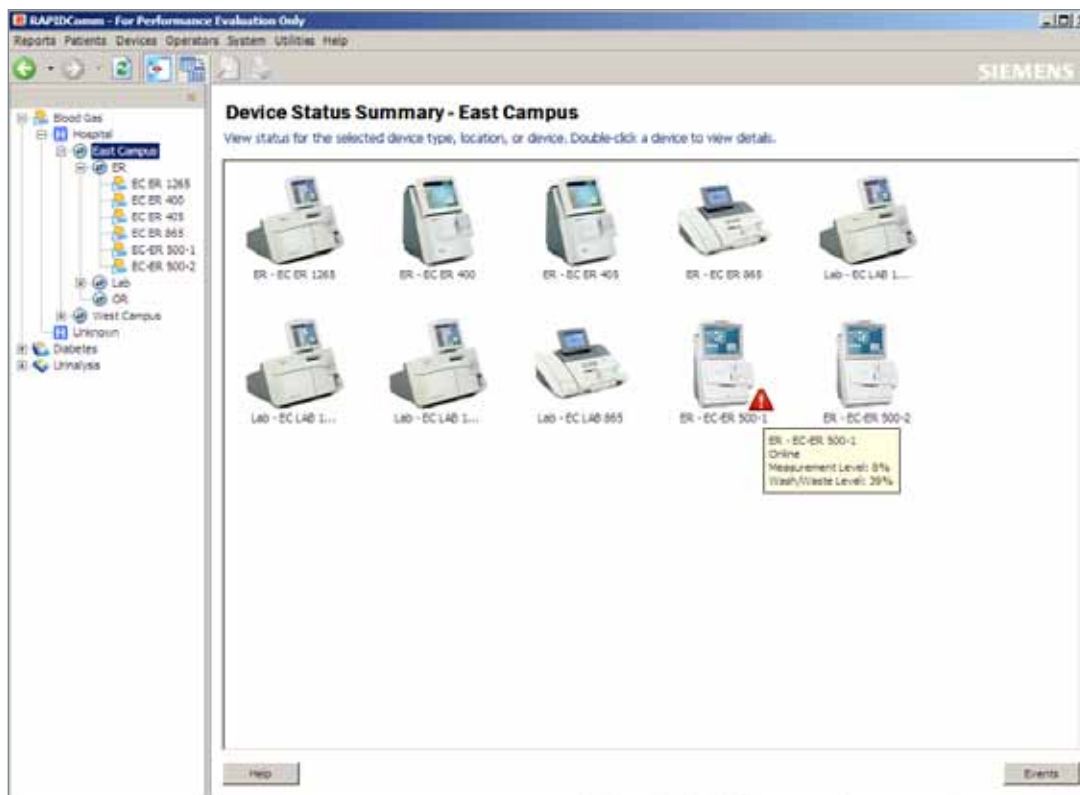 RAPIDComm - For Performance Evaluation Only
Reports Patients Devices Operators System Utilities Help
SIEMENS
Blood Gas
Hospital
East Campus
ER
EC ER 1265
EC ER 400
EC ER 405
EC ER 865
EC-ER 500-1
EC-ER 500-2
Lab
OR
West Campus
Unknown
Diabetes
Urinalysis
Device Status Summary - East Campus
View status for the selected device type, location, or device. Double-click a device to view details.
ER - EC ER 1265
ER - EC ER 400
ER - EC ER 405
ER - EC ER 865
Lab - EC LAB 1...
Lab - EC LAB 1...
Lab - EC LAB 1...
Lab - EC LAB 865
ER - EC-ER 500-1
ER - EC-ER 500-2
ER - EC-ER 500-1
Online
Measurement Level: 8%
Wash/Waste Level: 39%
Help
Events